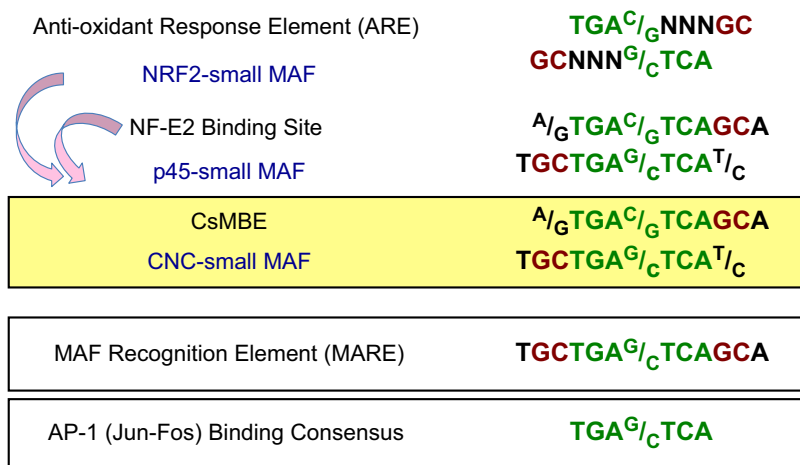 Anti-oxidant Response Element (ARE) TGAC/GNNNGC
NRF2-small MAF GCNNNG/CTCA
NF-E2 Binding Site A/GTGAC/GTCAGCA
p45-small MAF TGCTGAG/cTCAT/C
CsMBE A/GTGAC/GTCAGCA
CNC-small MAF TGCTGAG/cTCAT/C
MAF Recognition Element (MARE) TGCTGAG/CTCAGCA
AP-1 (Jun-Fos) Binding Consensus TGAG/CTCA